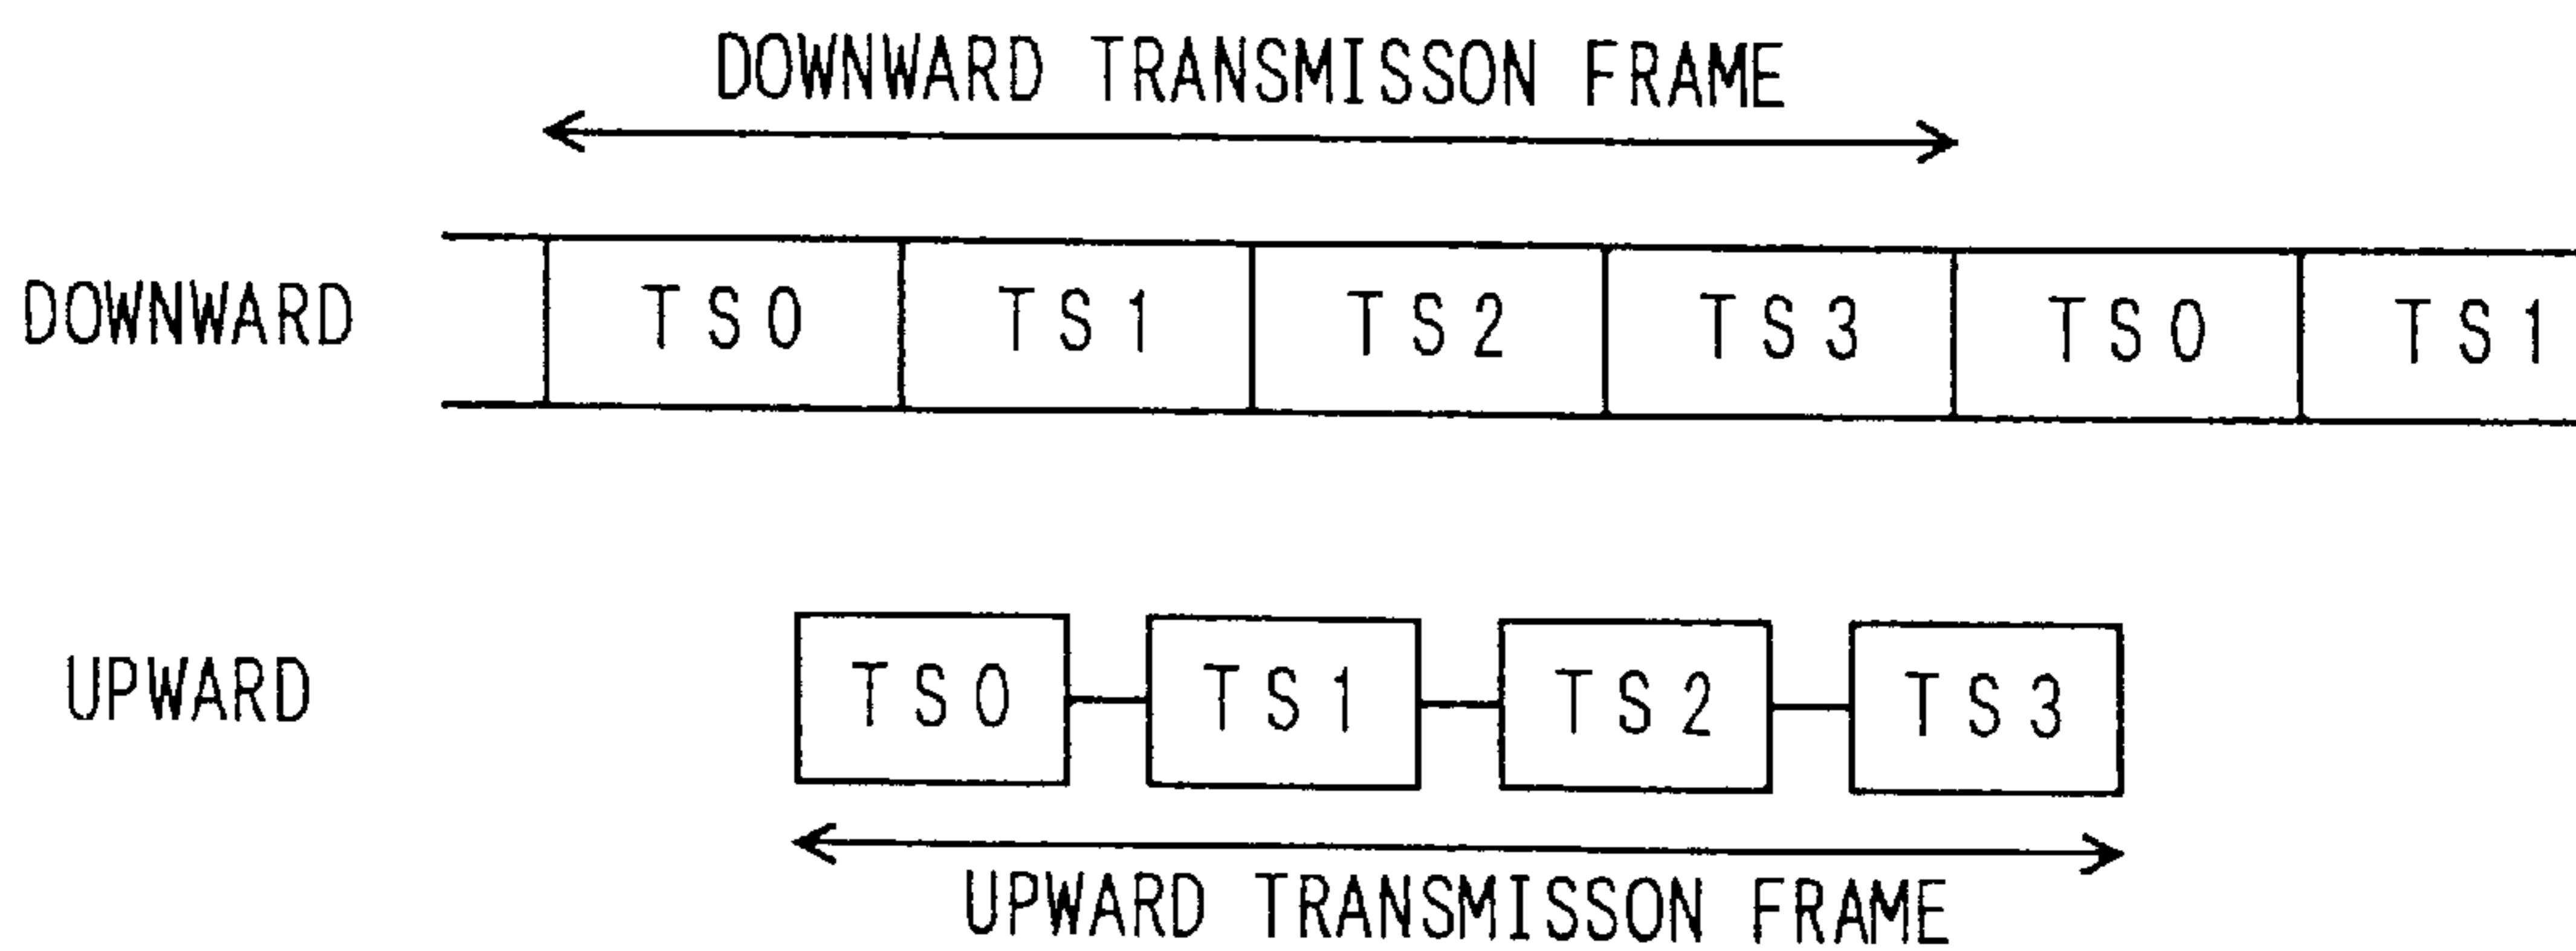 DOWNWARD TRANSMISSON FRAME
DOWNWARD TS0 TS1 TS2 TS3 TS0 TS1
UPWARD TS0 TS1 TS2 TS3
UPWARD TRANSMISSON FRAME